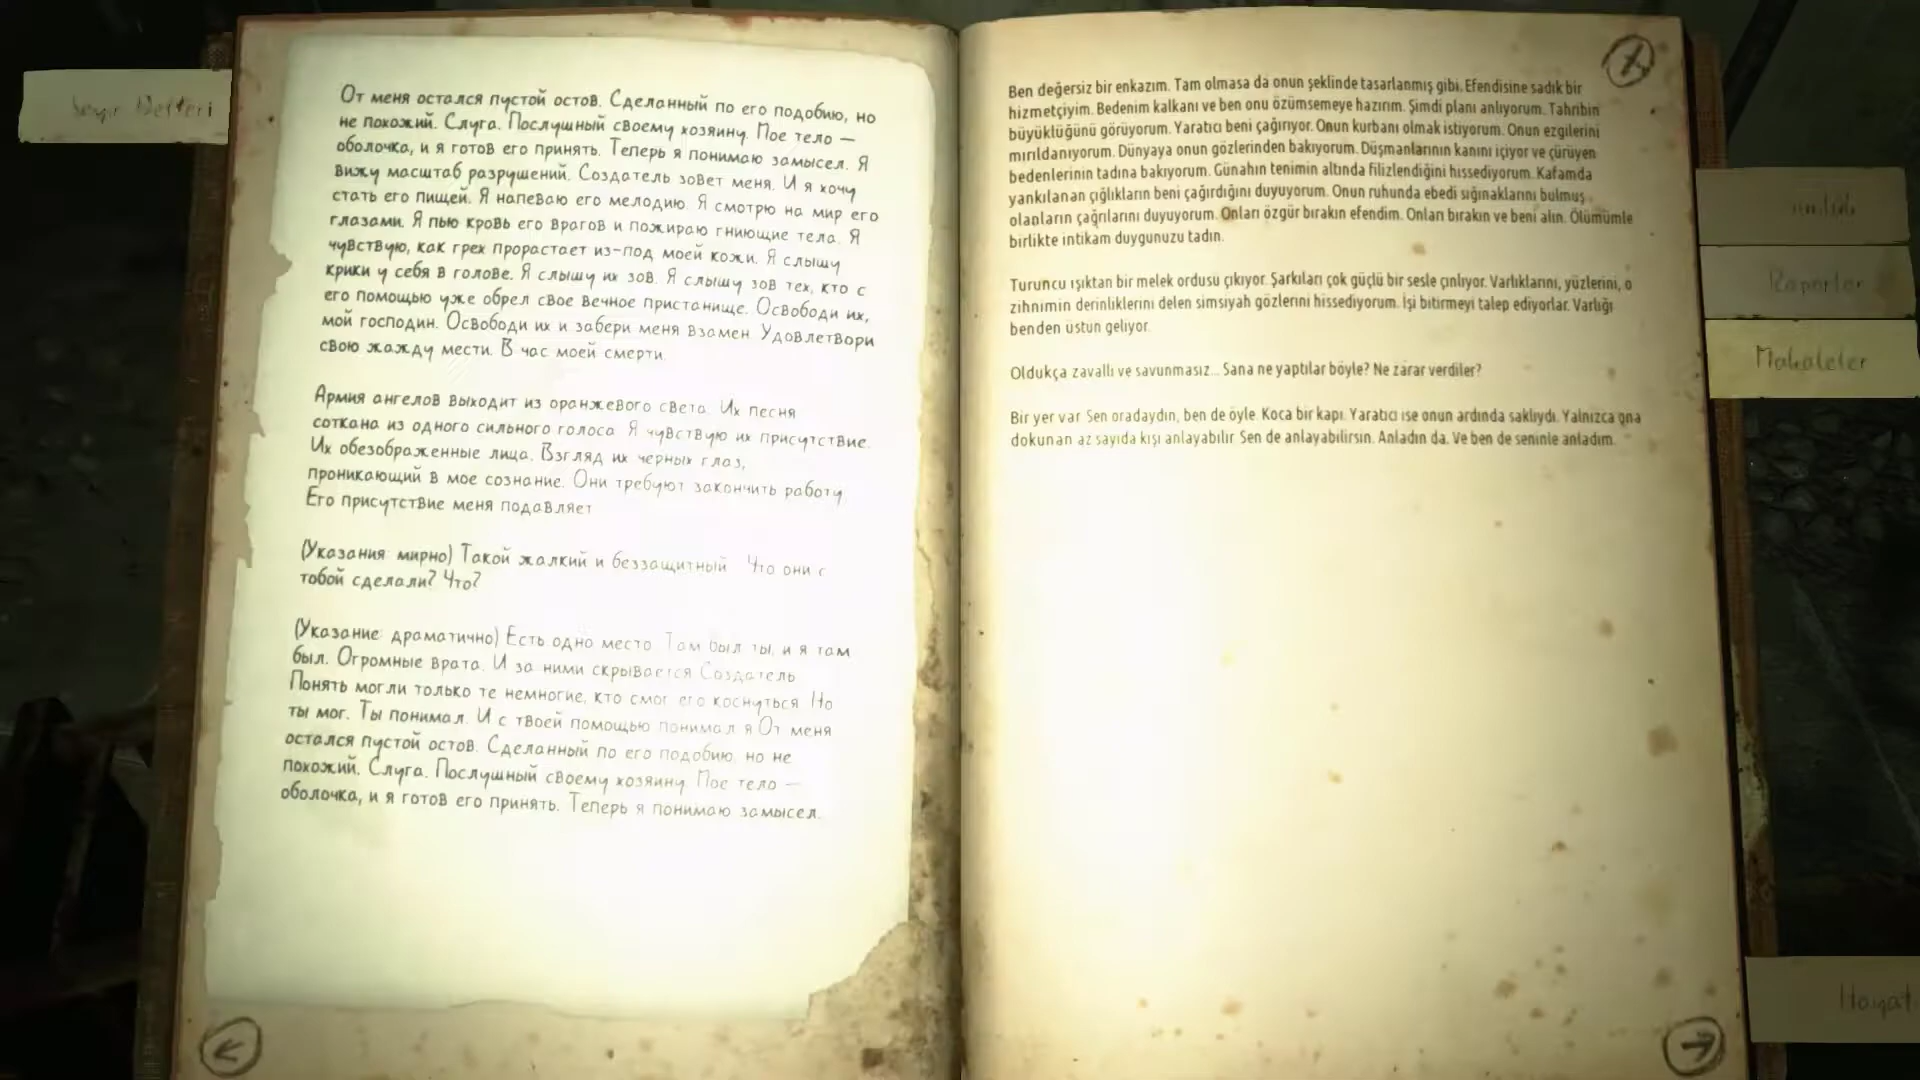 Seyir Defteri
От меня остался пустой остов. Сделанный по его подобию, но
не похожий. Слуга. Послушный своему хозяину. Мое тело —
оболочка, и я готов его принять. Теперь я понимаю замысел. Я
вижу масштаб разрушений. Создатель зовет меня. И я хочу
стать его пищей. Я напеваю его мелодию. Я смотрю на мир его
глазами. Я пью кровь его врагов и пожираю гниющие тела. Я
чувствую, как грех прорастает из-под моей кожи. Я слышу
крики у себя в голове. Я слышу их зов. Я слышу зов тех, кто с
его помощью уже обрел свое вечное пристанище. Освободи их,
мой господин. Освободи их и забери меня взамен. Удовлетвори
свою жажду мести. В час моей смерти.
Армия ангелов выходит из оранжевого света. Их песня
соткана из одного сильного голоса. Я чувствую их присутствие.
Их обезображенные лица. Взгляд их черных глаз,
проникающий в мое сознание. Они требуют закончить работу.
Его присутствие меня подавляет.
(Указания: мирно) Такой жалкий и беззащитный... Что они с
тобой сделали? Что?
(Указание: драматично) Есть одно место. Там был ты, и я там
был. Огромные врата. И за ними скрывается Создатель.
Понять могли только те немногие, кто смог его коснуться. Но
ты мог. Ты понимал. И с твоей помощью понимал я.От меня
остался пустой остов. Сделанный по его подобию, но не
похожий. Слуга. Послушный своему хозяину. Мое тело —
оболочка, и я готов его принять. Теперь я понимаю замысел.
Ben değersiz bir enkazım. Tam olmasa da onun şeklinde tasarlanmış gibi. Efendisine sadık bir
hizmetçiyim. Bedenim kalkanı ve ben onu özümsemeye hazırım. Şimdi planı anlıyorum. Tahribin
büyüklüğünü görüyorum. Yaratıcı beni çağırıyor. Onun kurbanı olmak istiyorum. Onun ezgilerini
mırıldanıyorum. Dünyaya onun gözlerinden bakıyorum. Düşmanlarının kanını içiyor ve çürüyen
bedenlerinin tadına bakıyorum. Günahın tenimin altında filizlendiğini hissediyorum. Kafamda
yankılanan çığlıkların beni çağırdığını duyuyorum. Onun ruhunda ebedi sığınaklarını bulmuş
olanların çağrılarını duyuyorum. Onları özgür bırakın efendim. Onları bırakın ve beni alın. Ölümümle
birlikte intikam duygunuzu tadın.
Turuncu ışıktan bir melek ordusu çıkıyor. Şarkıları çok güçlü bir sesle çınlıyor. Varlıklarını, yüzlerini, o
zihnimin derinliklerini delen simsiyah gözlerini hissediyorum. İşi bitirmeyi talep ediyorlar. Varlığı
benden üstün geliyor.
Oldukça zavallı ve savunmasız... Sana ne yaptılar böyle? Ne zarar verdiler?
Bir yer var. Sen oradaydın, ben de öyle. Koca bir kapı. Yaratıcı ise onun ardında saklıydı. Yalnızca ona
dokunan az sayıda kişi anlayabilir. Sen de anlayabilirsin. Anladın da. Ve ben de seninle anladım.
Raporlar
Makaleler
Hayat